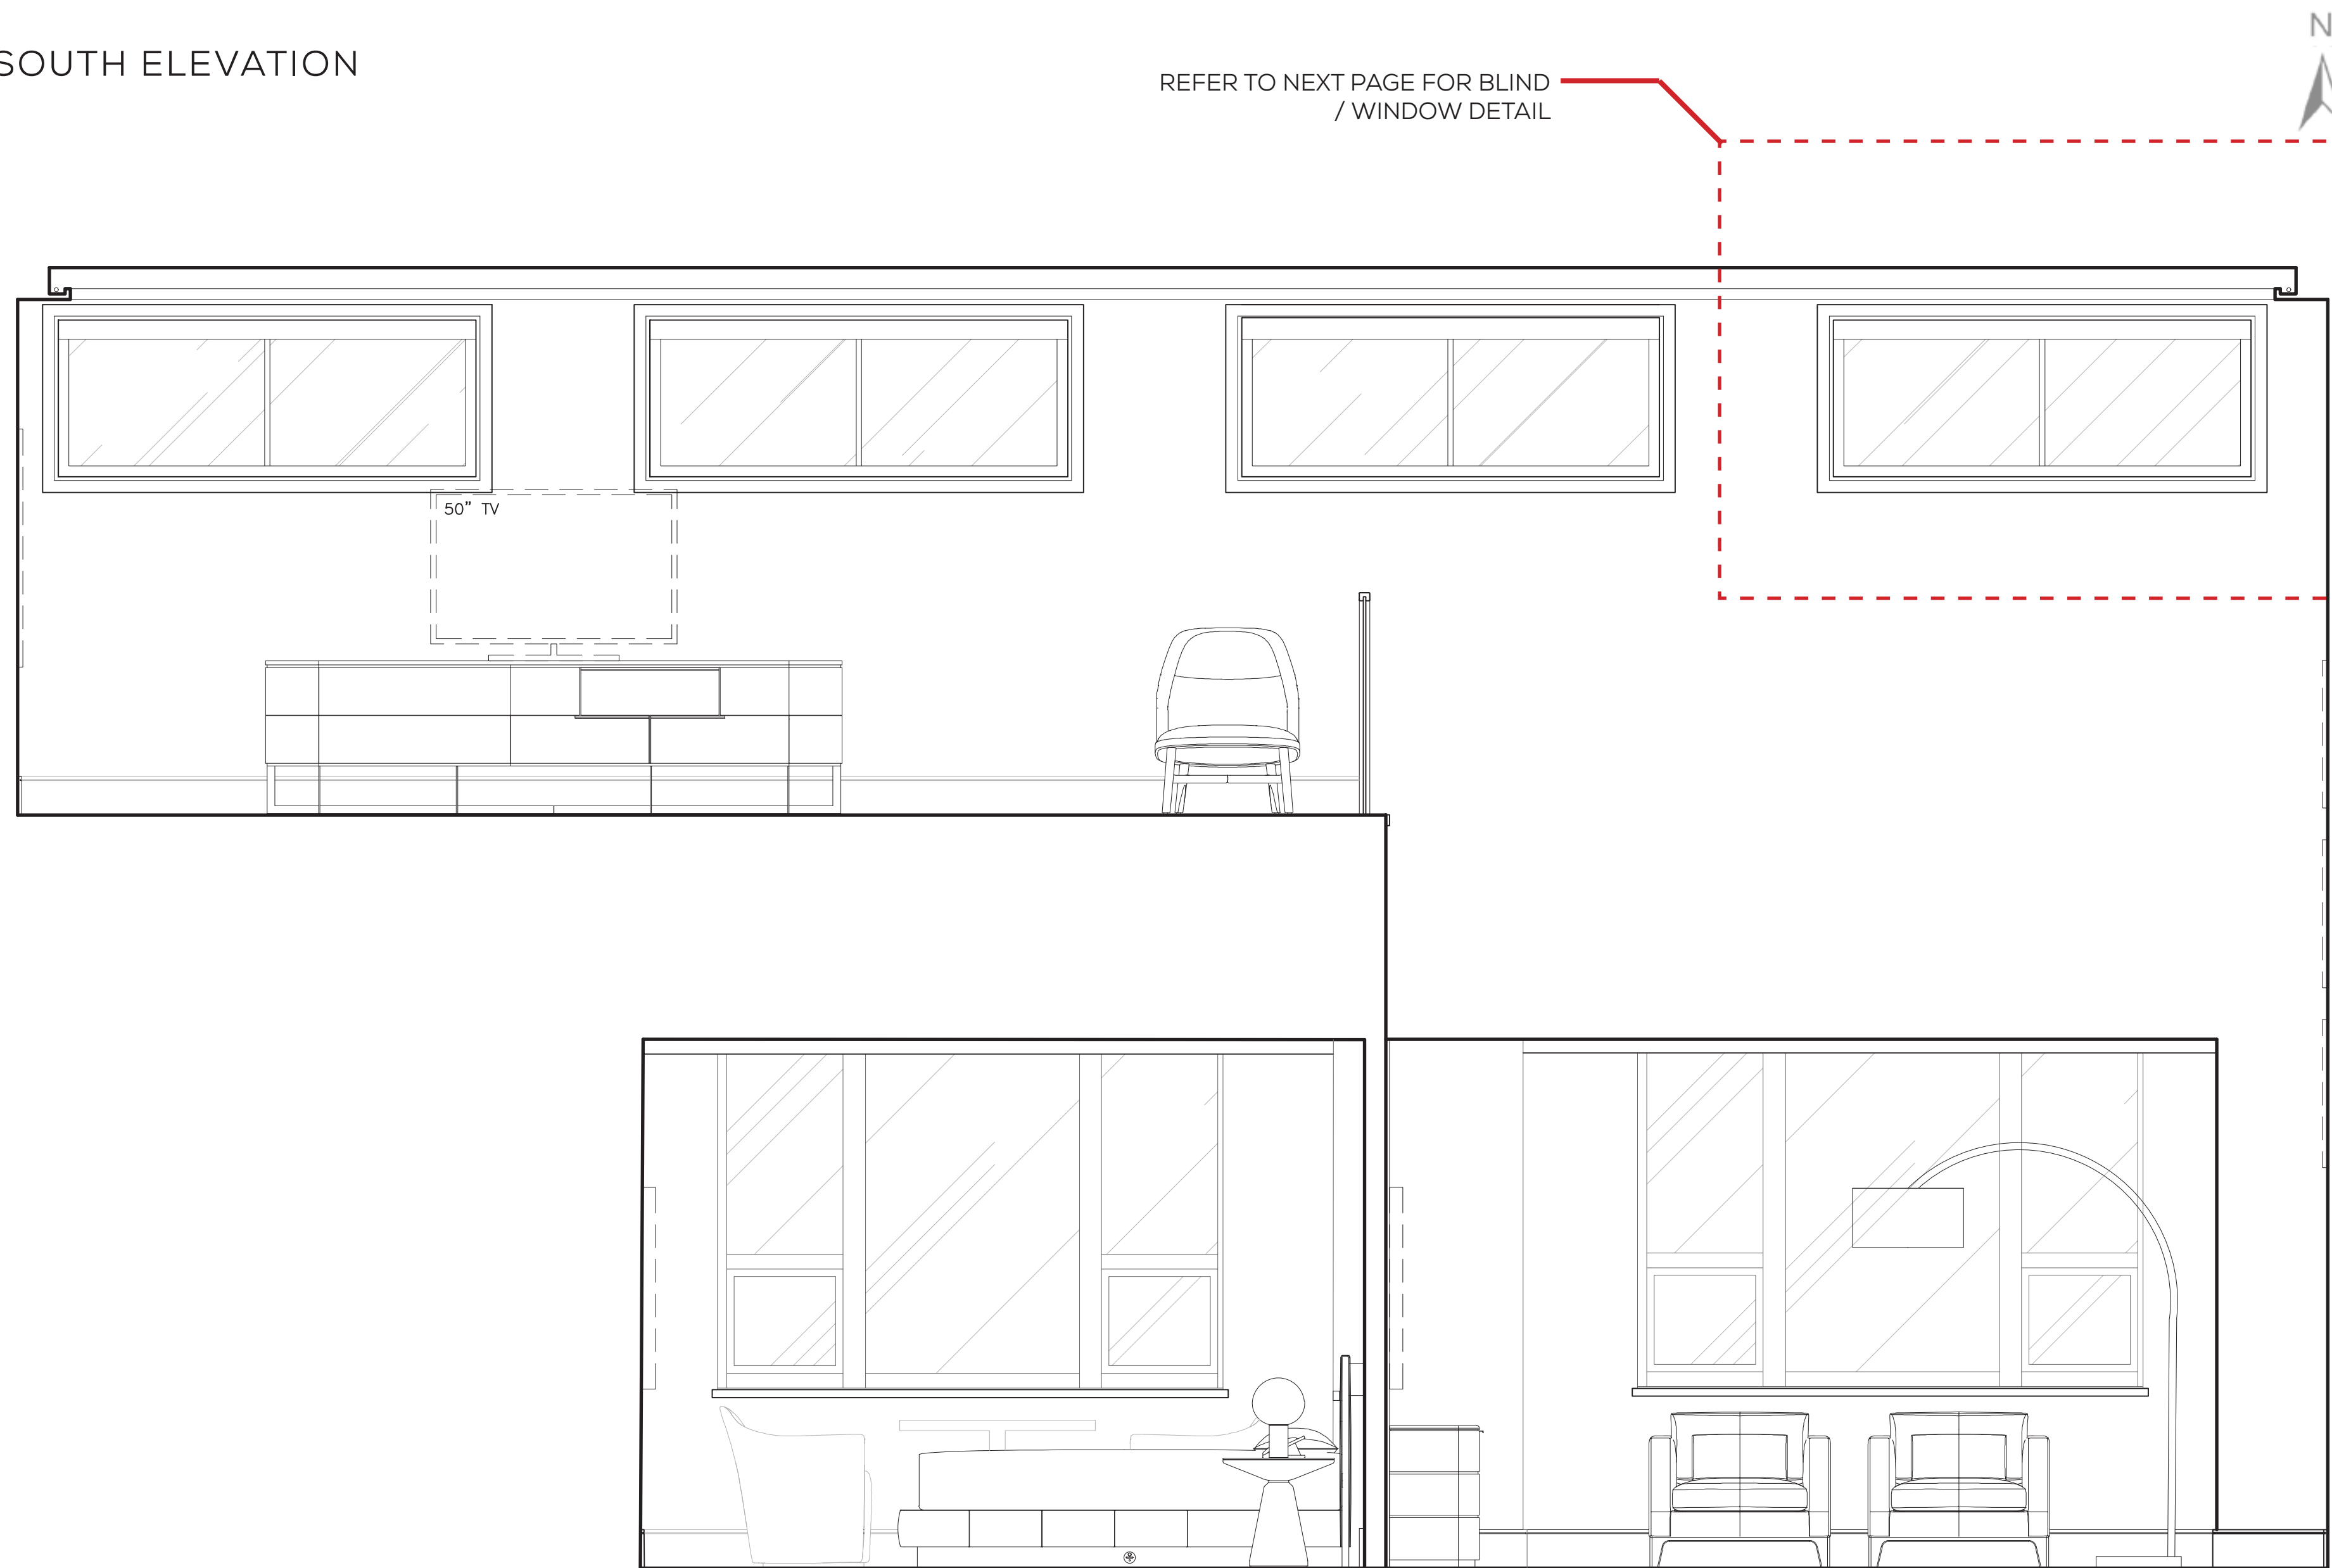 SOUTH ELEVATION
N
REFER TO NEXT PAGE FOR BLIND
/ WINDOW DETAIL
50” TV